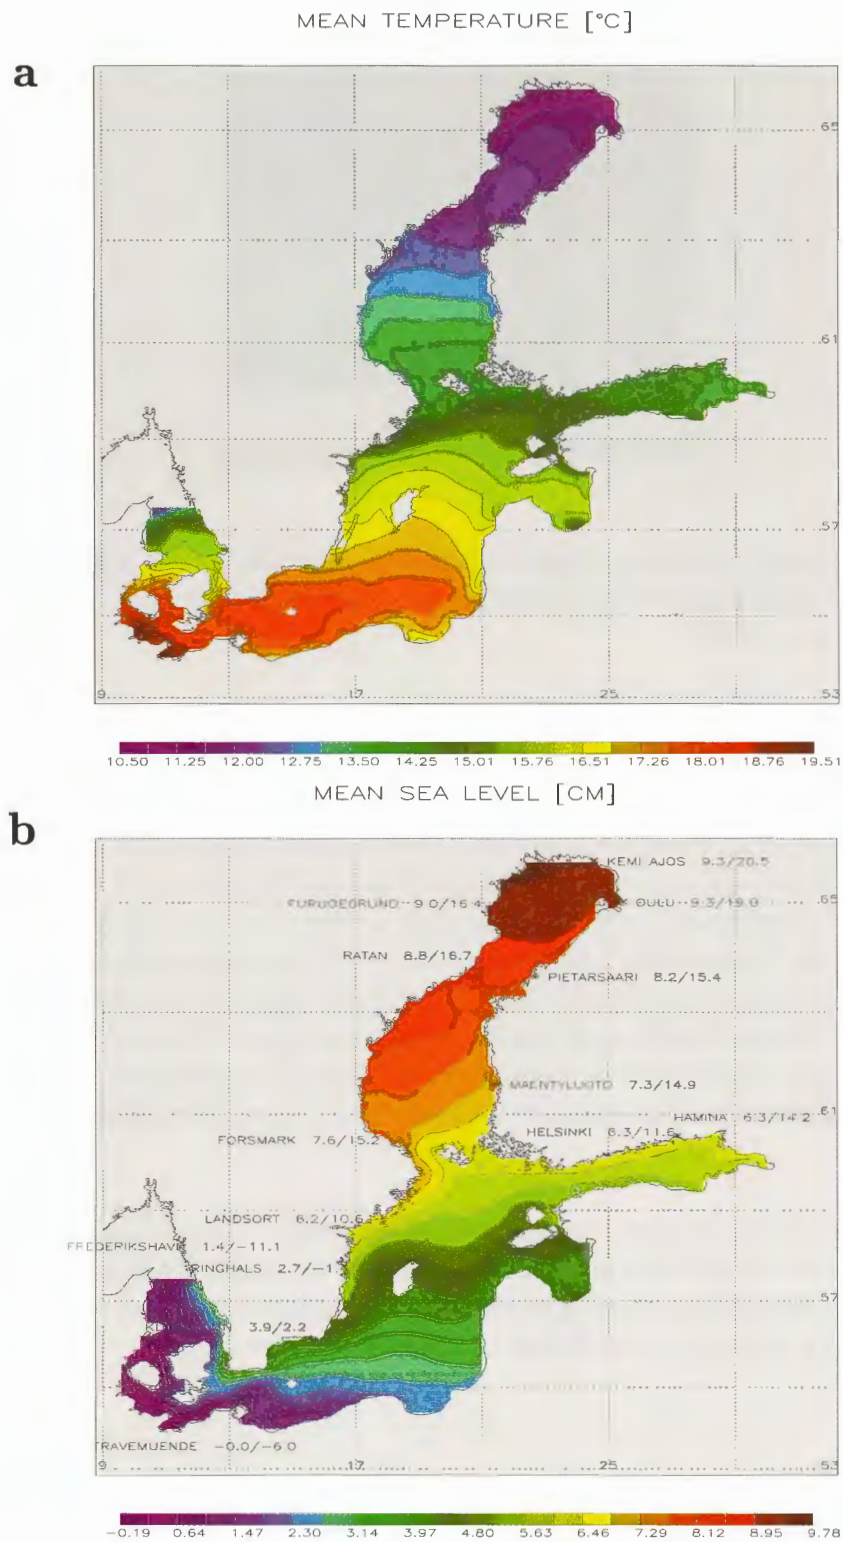 MEAN TEMPERATURE [°C]
a
65
61
57
9 17 25 53
10.50 11.25 12.00 12.75 13.50 14.25 15.01 15.76 16.51 17.26 18.01 18.76 19.51
MEAN SEA LEVEL [CM]
b
KEMI AJOS 9.3/20.5
FURUOEGRUND 9.0/16.4 65
OULU 9.3/19.0
RATAN 8.8/16.7
PIETARSAARI 8.2/15.4
MAENTYLUOTO 7.3/14.9
HAMINA 6.3/14.2
61
HELSINKI 6.3/11.6
FORSMARK 7.6/15.2
LANDSORT 6.2/10.6
FREDERIKSHAVN 1.4/-11.1
RINGHALS 2.7/-1
57
3.9/2.2
TRAVEMUENDE -0.0/-6.0
9 17 25 53
-0.19 0.64 1.47 2.30 3.14 3.97 4.80 5.63 6.46 7.29 8.12 8.95 9.78